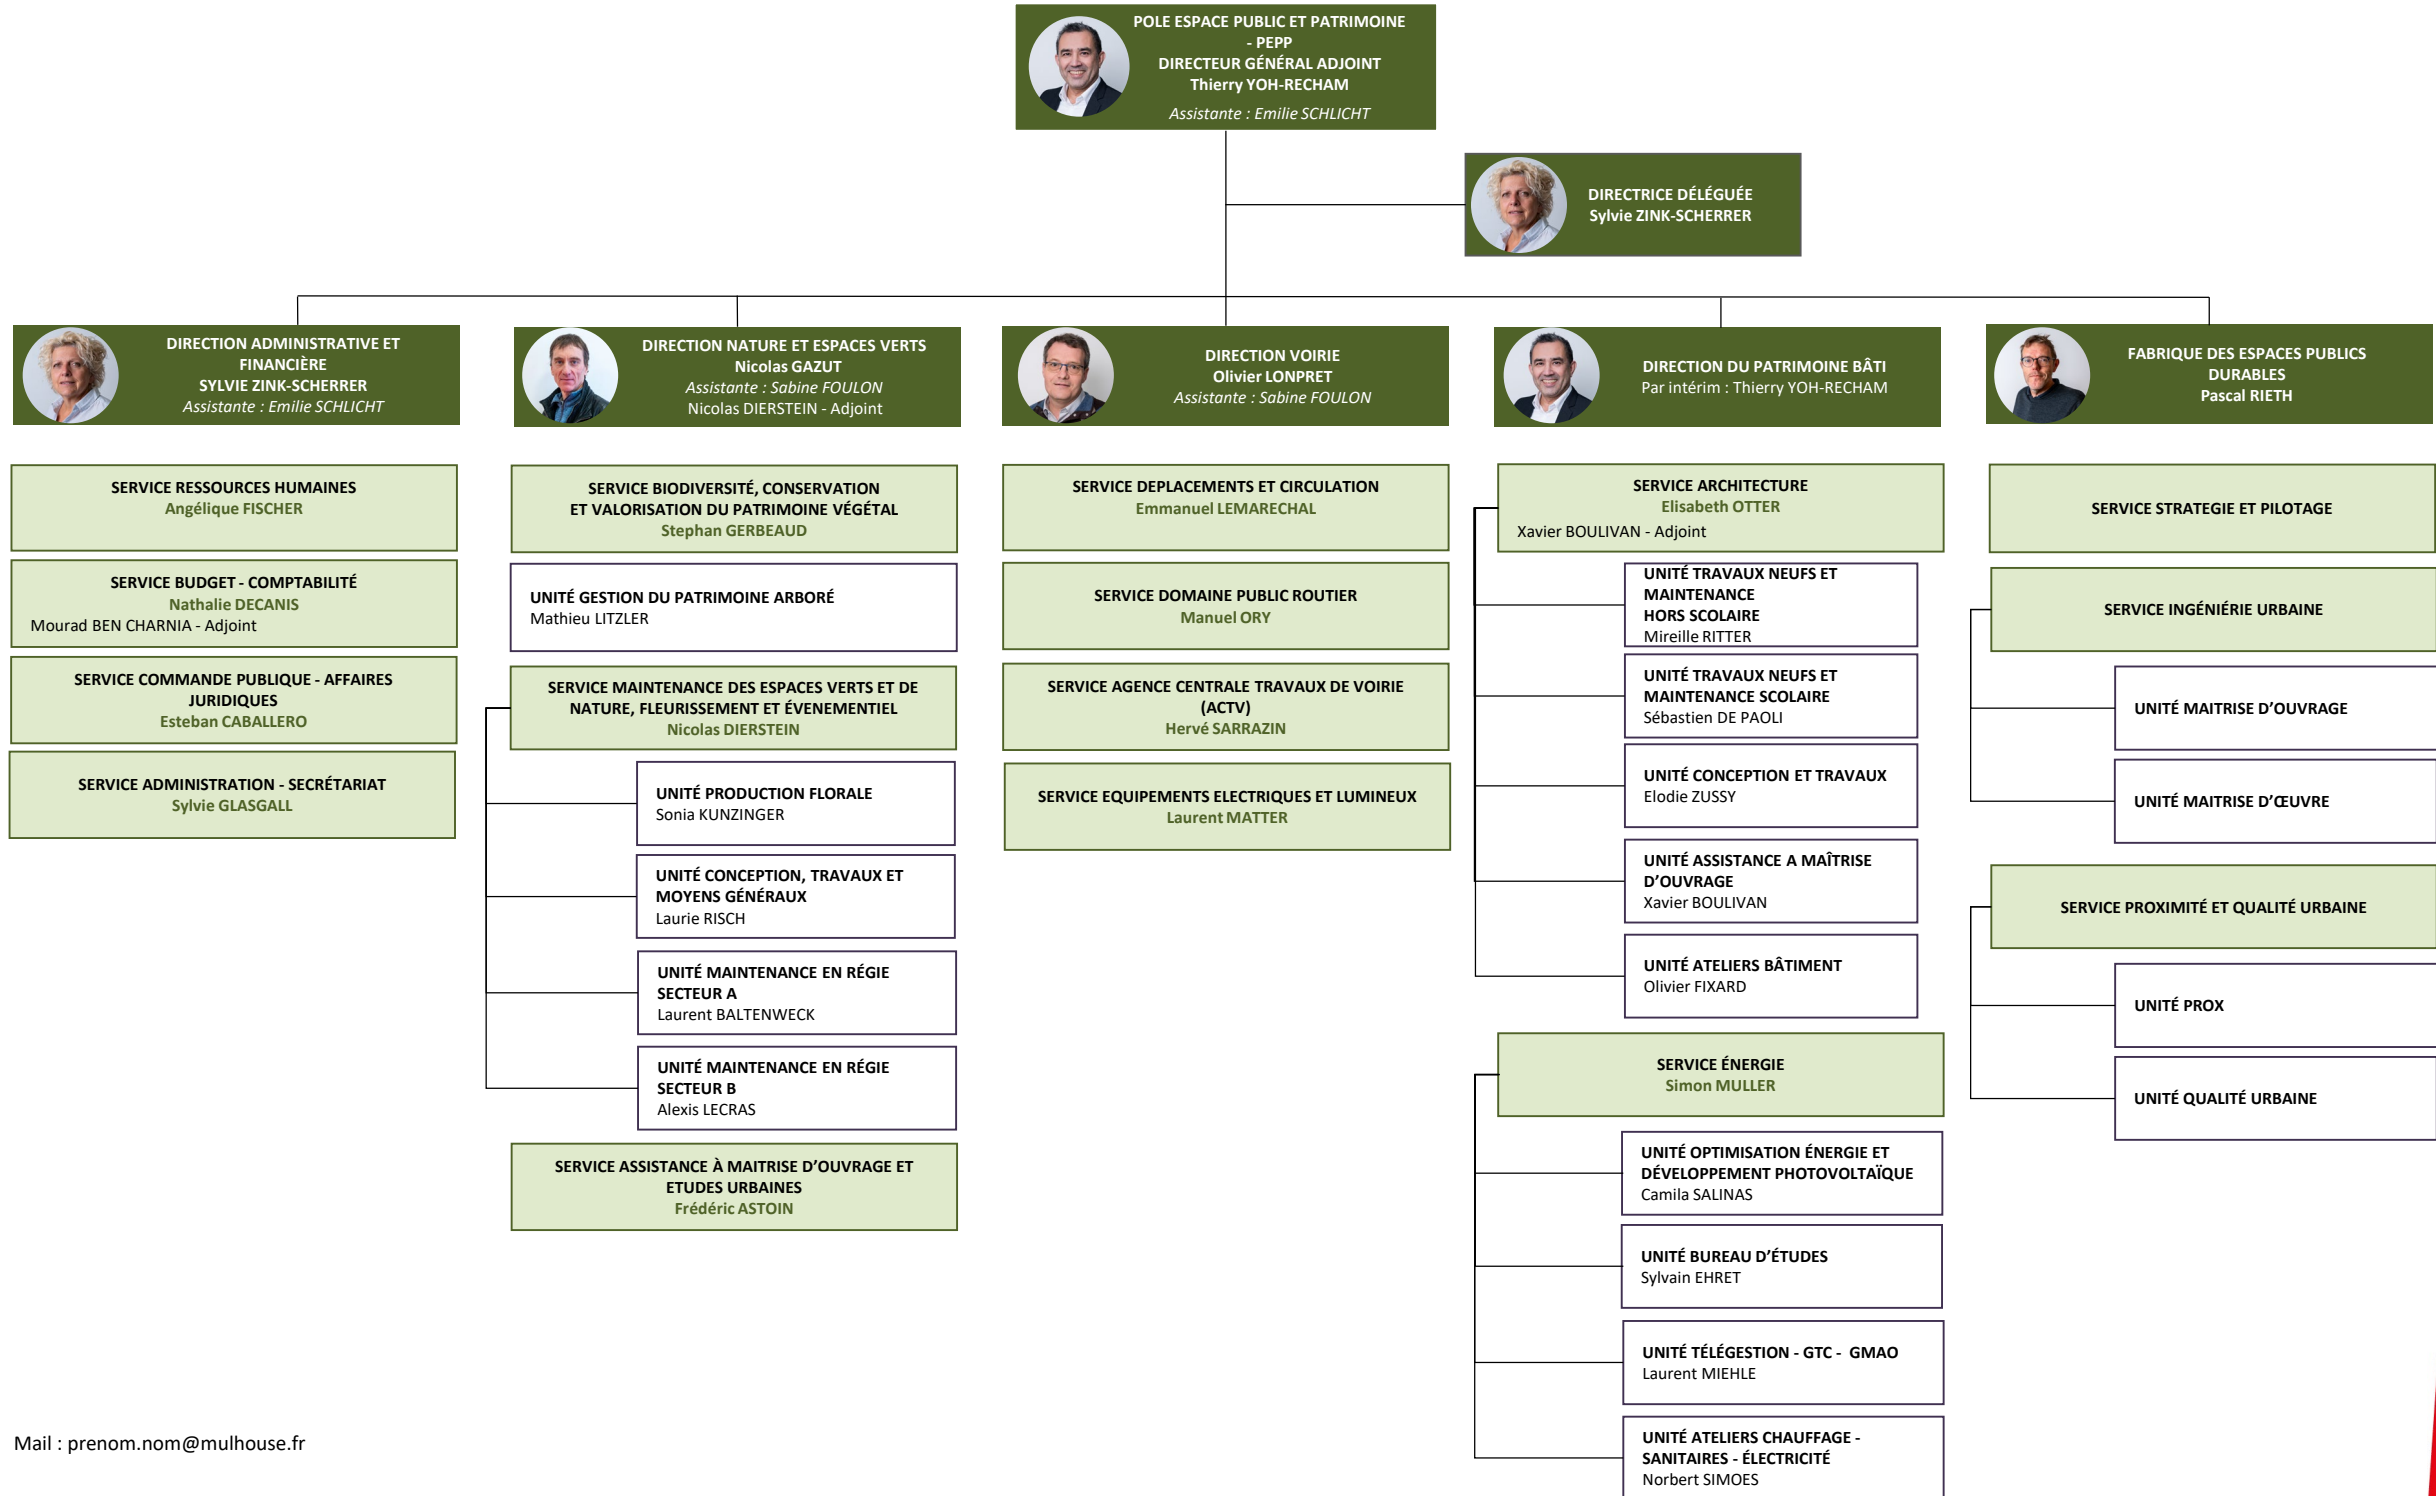 POLE ESPACE PUBLIC ET PATRIMOINE
- PEPP
DIRECTEUR GÉNÉRAL ADJOINT
Thierry YOH-RECHAM
Assistante : Emilie SCHLICHT
DIRECTRICE DÉLÉGUÉE
Sylvie ZINK-SCHERRER
DIRECTION ADMINISTRATIVE ET
FINANCIÈRE
SYLVIE ZINK-SCHERRER
Assistante : Emilie SCHLICHT
SERVICE RESSOURCES HUMAINES
Angélique FISCHER
SERVICE BUDGET - COMPTABILITÉ
Nathalie DECANIS
Mourad BEN CHARNIA - Adjoint
SERVICE COMMANDE PUBLIQUE - AFFAIRES
JURIDIQUES
Esteban CABALLERO
SERVICE ADMINISTRATION - SECRÉTARIAT
Sylvie GLASGALL
DIRECTION NATURE ET ESPACES VERTS
Nicolas GAZUT
Assistante : Sabine FOULON
Nicolas DIERSTEIN - Adjoint
SERVICE BIODIVERSITÉ, CONSERVATION
ET VALORISATION DU PATRIMOINE VÉGÉTAL
Stephan GERBEAUD
UNITÉ GESTION DU PATRIMOINE ARBORÉ
Mathieu LITZLER
SERVICE MAINTENANCE DES ESPACES VERTS ET DE
NATURE, FLEURISSEMENT ET ÉVENEMENTIEL
Nicolas DIERSTEIN
UNITÉ PRODUCTION FLORALE
Sonia KUNZINGER
UNITÉ CONCEPTION, TRAVAUX ET
MOYENS GÉNÉRAUX
Laurie RISCH
UNITÉ MAINTENANCE EN RÉGIE
SECTEUR A
Laurent BALTENWECK
UNITÉ MAINTENANCE EN RÉGIE
SECTEUR B
Alexis LECRAS
SERVICE ASSISTANCE À MAITRISE D’OUVRAGE ET
ETUDES URBAINES
Frédéric ASTOIN
DIRECTION VOIRIE
Olivier LONPRET
Assistante : Sabine FOULON
SERVICE DEPLACEMENTS ET CIRCULATION
Emmanuel LEMARECHAL
SERVICE DOMAINE PUBLIC ROUTIER
Manuel ORY
SERVICE AGENCE CENTRALE TRAVAUX DE VOIRIE
(ACTV)
Hervé SARRAZIN
SERVICE EQUIPEMENTS ELECTRIQUES ET LUMINEUX
Laurent MATTER
DIRECTION DU PATRIMOINE BÂTI
Par intérim : Thierry YOH-RECHAM
SERVICE ARCHITECTURE
Elisabeth OTTER
Xavier BOULIVAN - Adjoint
UNITÉ TRAVAUX NEUFS ET
MAINTENANCE
HORS SCOLAIRE
Mireille RITTER
UNITÉ TRAVAUX NEUFS ET
MAINTENANCE SCOLAIRE
Sébastien DE PAOLI
UNITÉ CONCEPTION ET TRAVAUX
Elodie ZUSSY
UNITÉ ASSISTANCE A MAÎTRISE
D’OUVRAGE
Xavier BOULIVAN
UNITÉ ATELIERS BÂTIMENT
Olivier FIXARD
SERVICE ÉNERGIE
Simon MULLER
UNITÉ OPTIMISATION ÉNERGIE ET
DÉVELOPPEMENT PHOTOVOLTAÏQUE
Camila SALINAS
UNITÉ BUREAU D’ÉTUDES
Sylvain EHRET
UNITÉ TÉLÉGESTION - GTC - GMAO
Laurent MIEHLE
UNITÉ ATELIERS CHAUFFAGE -
SANITAIRES - ÉLECTRICITÉ
Norbert SIMOES
FABRIQUE DES ESPACES PUBLICS
DURABLES
Pascal RIETH
SERVICE STRATEGIE ET PILOTAGE
SERVICE INGÉNIÉRIE URBAINE
UNITÉ MAITRISE D’OUVRAGE
UNITÉ MAITRISE D’ŒUVRE
SERVICE PROXIMITÉ ET QUALITÉ URBAINE
UNITÉ PROX
UNITÉ QUALITÉ URBAINE
Mail : prenom.nom@mulhouse.fr